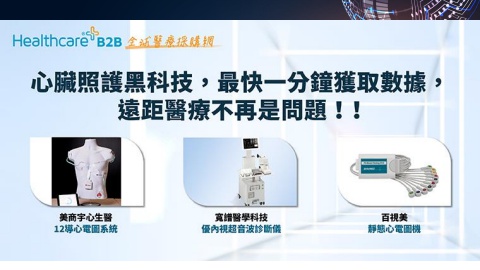 Healthcare+ B2B 全球醫療採購網
心臟照護黑科技，最快一分鐘獲取數據，
遠距醫療不再是問題！！
美商宇心生醫
12導心電圖系統
寬譜醫學科技
優內視超音波診斷儀
百視美
靜態心電圖機